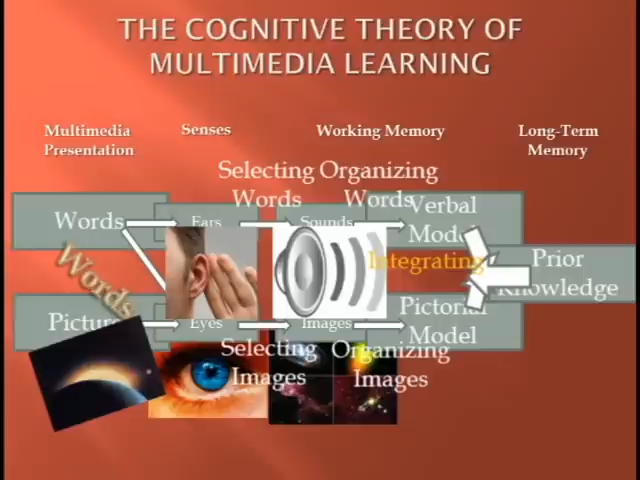 THE COGNITIVE THEORY OF
MULTIMEDIA LEARNING
Multimedia
Presentation
Senses
Working Memory
Long-Term
Memory
Selecting
Words
Organizing
Words
Words
Ears
Sounds
Verbal
Model
Integrating
Prior
Knowledge
Words
Pictures
Eyes
Images
Pictorial
Model
Selecting
Images
Organizing
Images